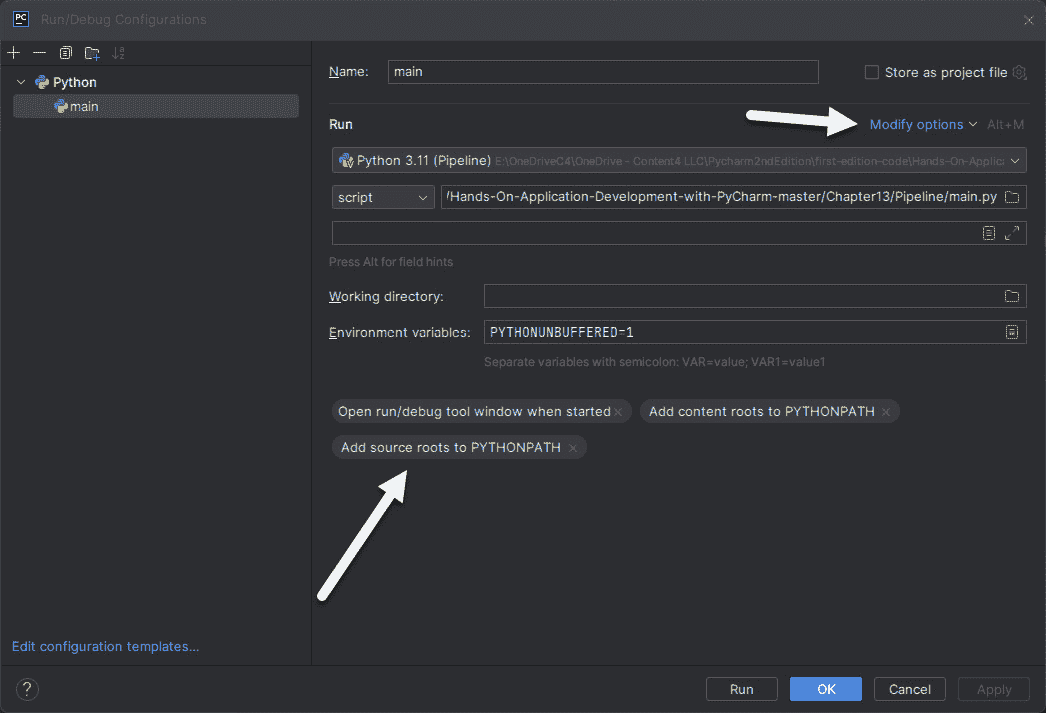 PC Run/Debug Configurations
Python
main
Edit configuration templates...
Name: main
Store as project file
Run
Modify options Alt+M
Python 3.11 (Pipeline) E:\OneDriveC4\OneDrive - Content4 LLC\Pycharm2ndEdition\first-edition-code\Hands-On-Applic
script /Hands-On-Application-Development-with-PyCharm-master/Chapter13/Pipeline/main.py
Press Alt for field hints
Working directory:
Environment variables: PYTHONUNBUFFERED=1
Separate variables with semicolon: VAR=value; VAR1=value1
Open run/debug tool window when started × Add content roots to PYTHONPATH ×
Add source roots to PYTHONPATH ×
? Run OK Cancel Apply